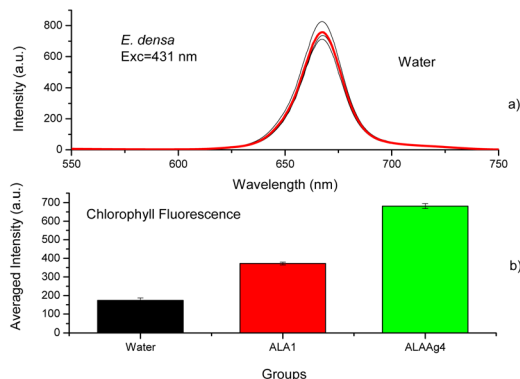 800
600
400
200
0
Intensity (a.u.)
E. densa
Exc=431 nm
Water
a)
550
600
650
700
750
Wavelength (nm)
700
600
500
400
300
200
100
0
Averaged Intensity (a.u.)
Chlorophyll Fluorescence
b)
Water
ALA1
ALAAg4
Groups